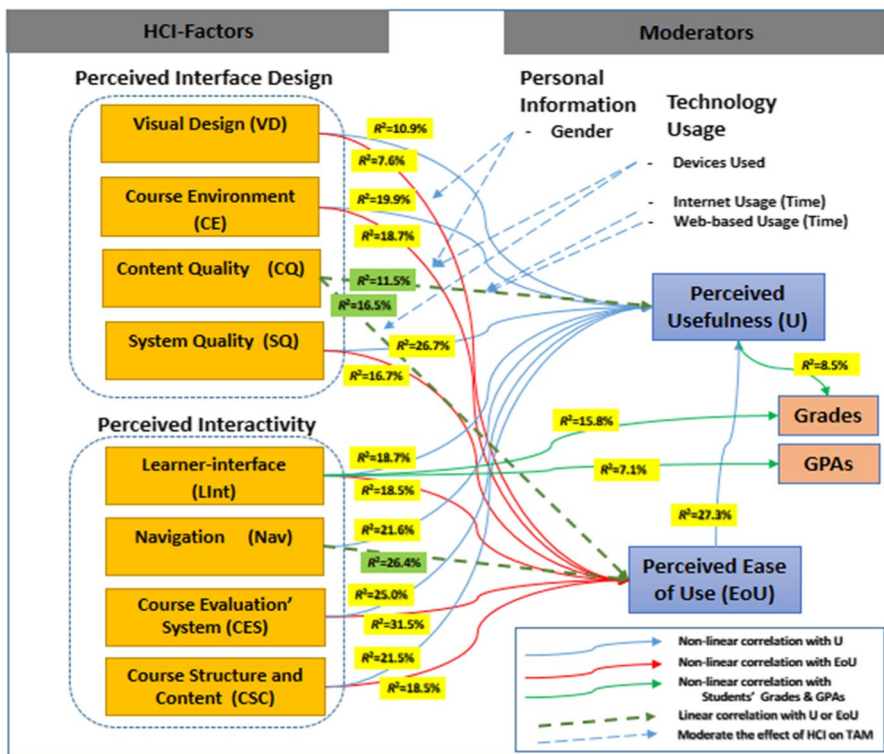 HCI-Factors
Moderators
Perceived Interface Design
Visual Design (VD)
Course Environment
(CE)
Content Quality (CQ)
System Quality (SQ)
Perceived Interactivity
Learner-interface
(LInt)
Navigation (Nav)
Course Evaluation’
System (CES)
Course Structure and
Content (CSC)
R²=10.9%
R²=7.6%
R²=19.9%
R²=18.7%
R²=11.5%
R²=16.5%
R²=26.7%
R²=16.7%
R²=18.7%
R²=18.5%
R²=21.6%
R²=26.4%
R²=25.0%
R²=31.5%
R²=21.5%
R²=18.5%
Personal
Information
- Gender
Technology
Usage
- Devices Used
- Internet Usage (Time)
- Web-based Usage (Time)
Perceived
Usefulness (U)
R²=8.5%
R²=15.8%
Grades
R²=7.1%
GPAs
R²=27.3%
Perceived Ease
of Use (EoU)
Non-linear correlation with U
Non-linear correlation with EoU
Non-linear correlation with
Students’ Grades & GPAs
Linear correlation with U or EoU
Moderate the effect of HCI on TAM